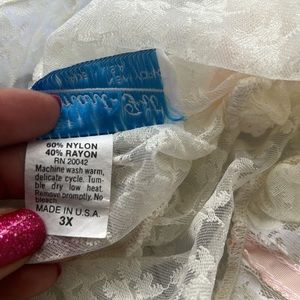 60% NYLON
40% RAYON
RN 20042
Machine wash warm,
delicate cycle. Tum-
ble dry low heat.
Remove promptly. No
bleach.
MADE IN U.S.A.
3X